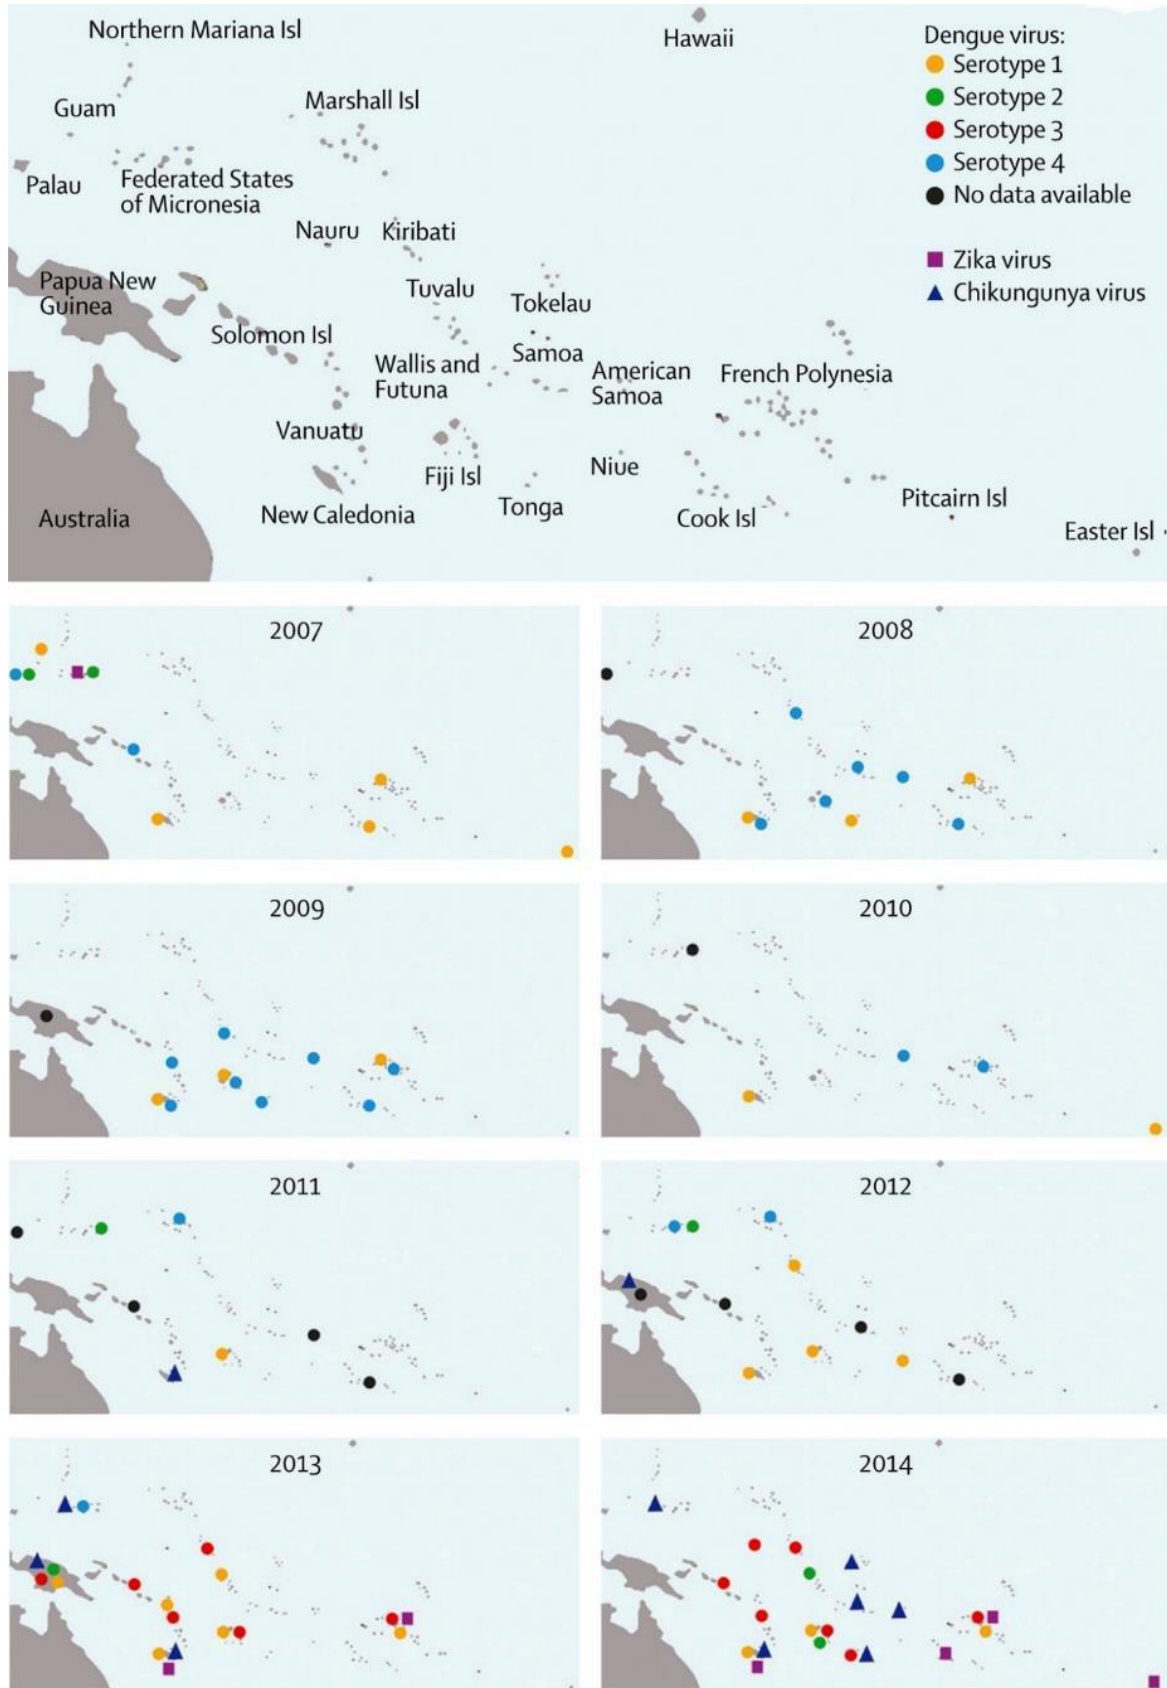 Northern Mariana Isl
Hawaii
Dengue virus:
Serotype 1
Serotype 2
Serotype 3
Serotype 4
No data available
Zika virus
Chikungunya virus
Guam
Marshall Isl
Palau
Federated States
of Micronesia
Nauru
Kiribati
Papua New
Guinea
Tuvalu
Tokelau
Solomon Isl
Samoa
Wallis and
Futuna
American
Samoa
French Polynesia
Vanuatu
Fiji Isl
Niue
New Caledonia
Tonga
Cook Isl
Pitcairn Isl
Australia
Easter Isl
2007
2008
2009
2010
2011
2012
2013
2014